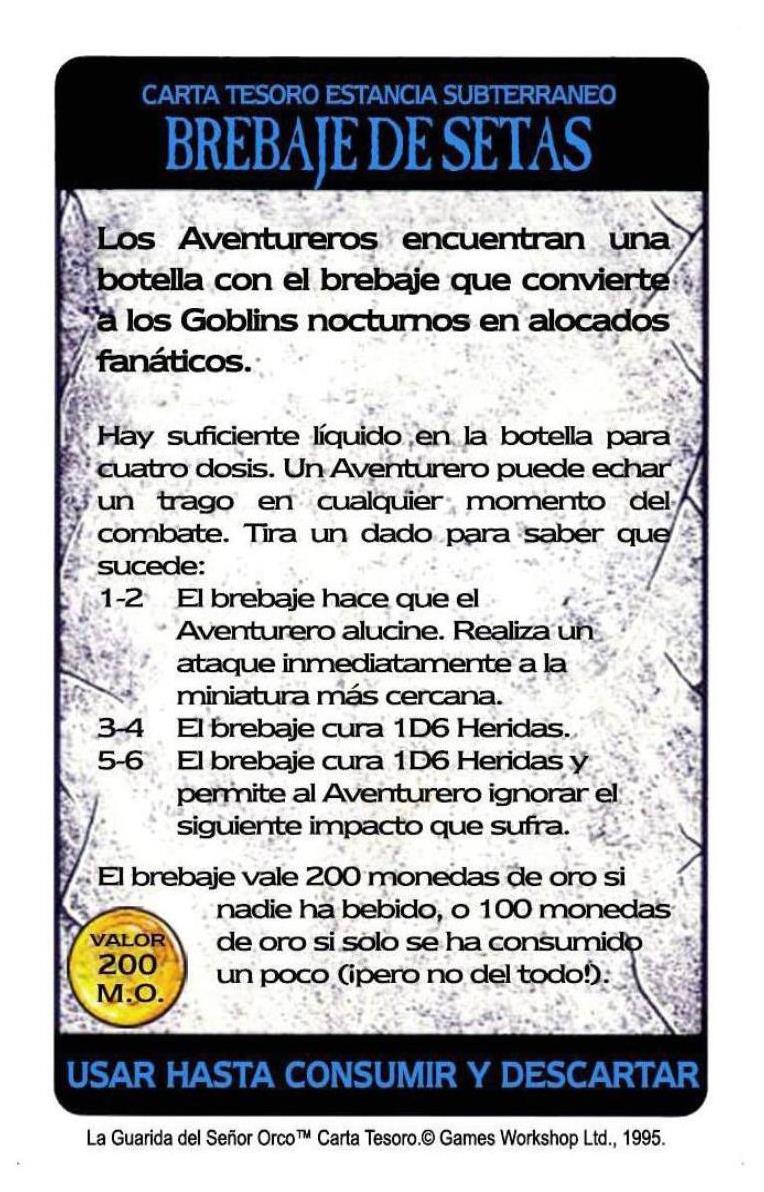 CARTA TESORO ESTANCIA SUBTERRANEO
BREBAJE DE SETAS
Los Aventureros encuentran una
botella con el brebaje que convierte
a los Goblins nocturnos en alocados
fanáticos.
Hay suficiente líquido en la botella para
cuatro dosis. Un Aventurero puede echar
un trago en cualquier momento del
combate. Tira un dado para saber que
sucede:
1-2 El brebaje hace que el
Aventurero alucine. Realiza un
ataque inmediatamente a la
miniatura más cercana.
3-4 El brebaje cura 1D6 Heridas.
5-6 El brebaje cura 1D6 Heridas y
permite al Aventurero ignorar el
siguiente impacto que sufra.
El brebaje vale 200 monedas de oro si
nadie ha bebido, o 100 monedas
de oro si solo se ha consumido
un poco (¡pero no del todo!).
VALOR
200
M.O.
USAR HASTA CONSUMIR Y DESCARTAR
La Guarida del Señor Orco™ Carta Tesoro.© Games Workshop Ltd., 1995.